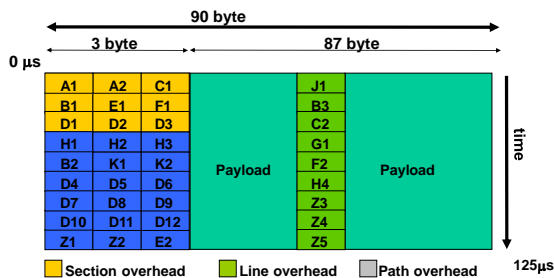 90 byte
3 byte 87 byte
0 µs
A1 A2 C1 J1
B1 E1 F1 B3
D1 D2 D3 C2
H1 H2 H3 G1
B2 K1 K2 F2
Payload Payload
D4 D5 D6 H4
D7 D8 D9 Z3
D10 D11 D12 Z4
Z1 Z2 E2 Z5
time
Section overhead Line overhead Path overhead
125µs